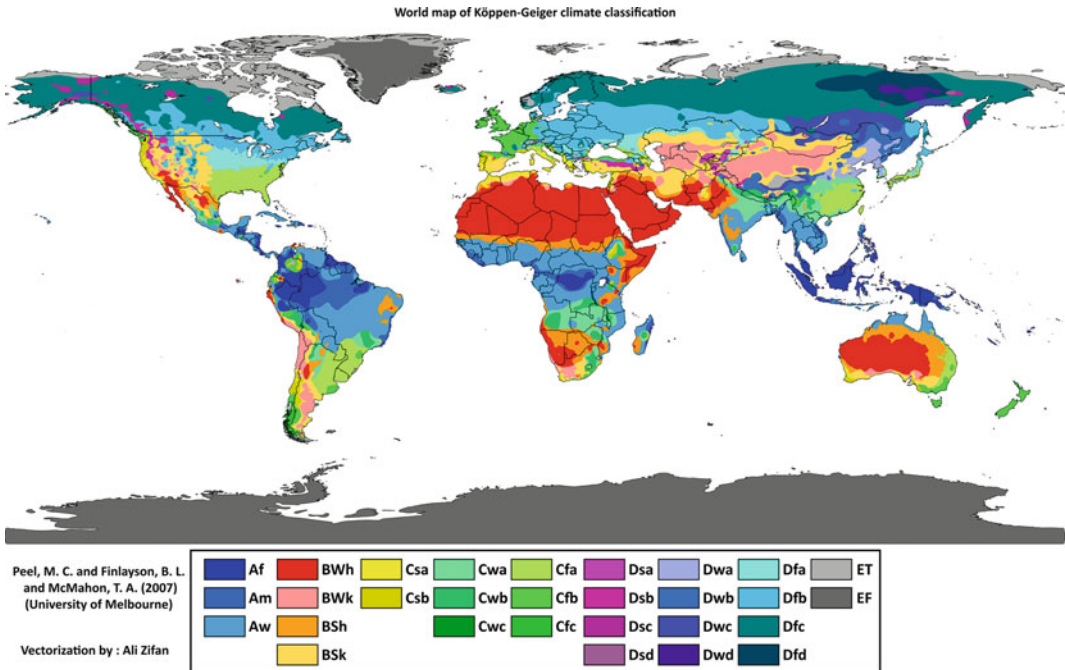 World map of Köppen-Geiger climate classification
Peel, M. C. and Finlayson, B. L.
and McMahon, T. A. (2007)
(University of Melbourne)
Vectorization by : Ali Zifan
Af BWh Csa Cwa Cfa Dsa Dwa Dfa ET
Am BWk Csb Cwb Cfb Dsb Dwb Dfb EF
Aw BSh Cwc Cfc Dsc Dwc Dfc
BSk Dsd Dwd Dfd